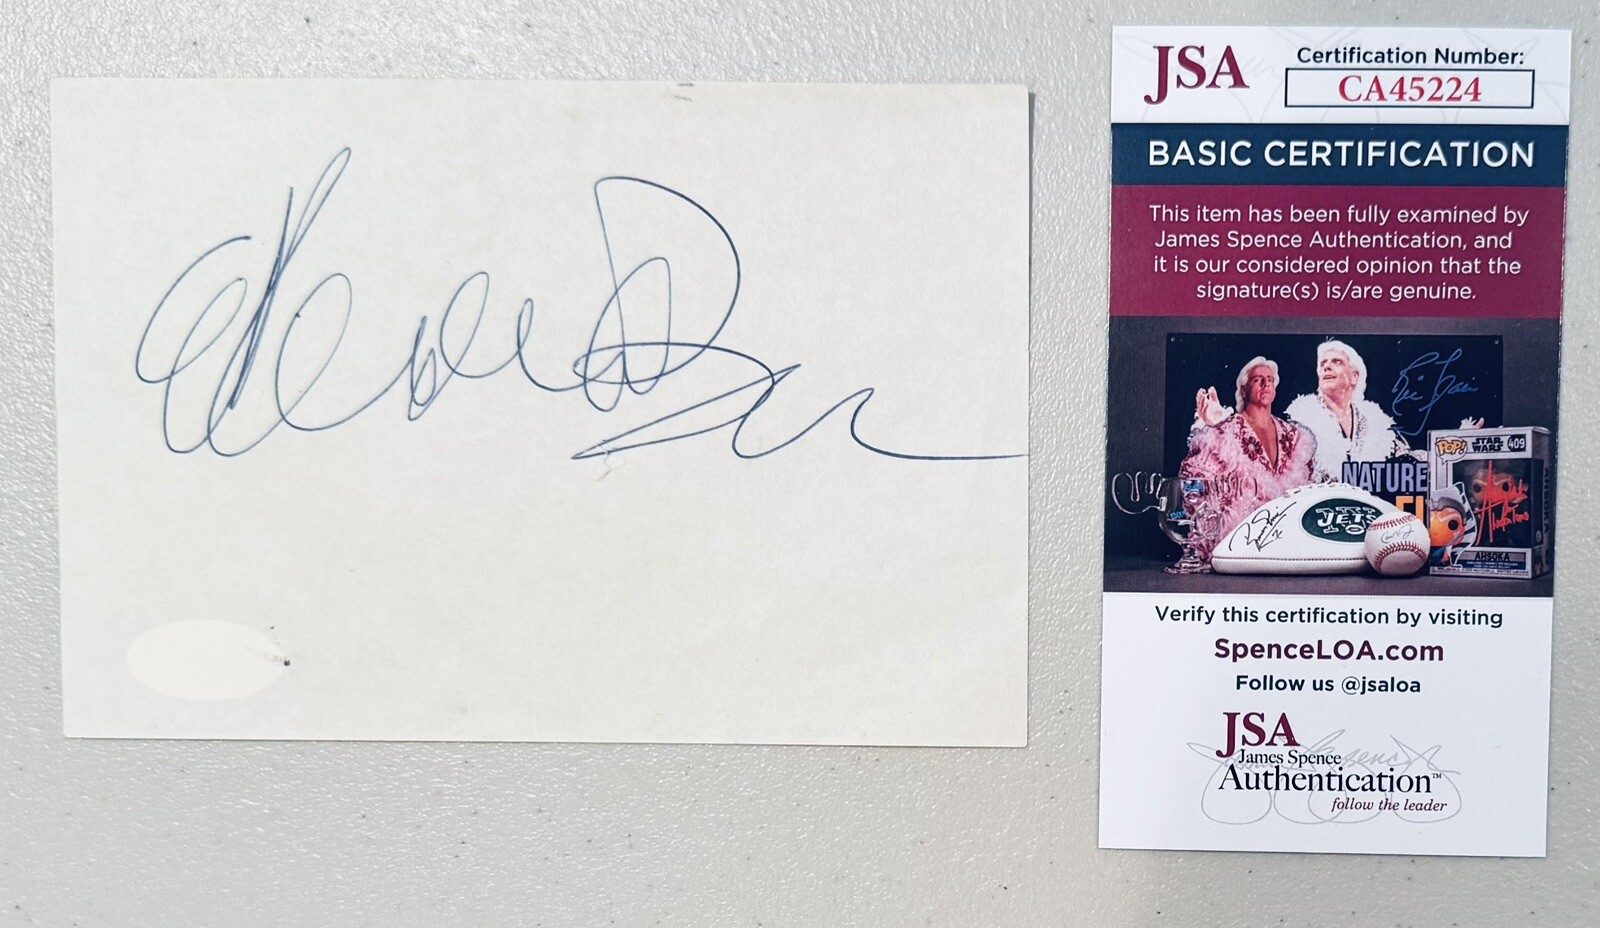 JSA
Certification Number:
CA45224
BASIC CERTIFICATION
This item has been fully examined by
James Spence Authentication, and
it is our considered opinion that the
signature(s) is/are genuine.
NATURE
JETS
POP!
STAR
WARS
409
AHSOKA
Verify this certification by visiting
SpenceLOA.com
Follow us @jsaloa
JSA
James Spence
Authentication™
follow the leader